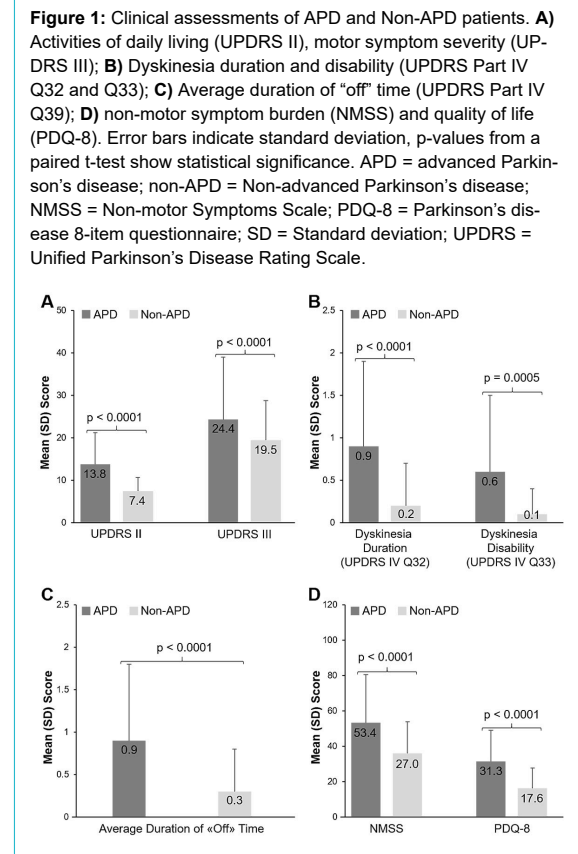 Figure 1: Clinical assessments of APD and Non-APD patients. A)
Activities of daily living (UPDRS II), motor symptom severity (UP-
DRS III); B) Dyskinesia duration and disability (UPDRS Part IV
Q32 and Q33); C) Average duration of “off” time (UPDRS Part IV
Q39); D) non-motor symptom burden (NMSS) and quality of life
(PDQ-8). Error bars indicate standard deviation, p-values from a
paired t-test show statistical significance. APD = advanced Parkin-
son’s disease; non-APD = Non-advanced Parkinson’s disease;
NMSS = Non-motor Symptoms Scale; PDQ-8 = Parkinson’s dis-
ease 8-item questionnaire; SD = Standard deviation; UPDRS =
Unified Parkinson’s Disease Rating Scale.
A
50
40
30
20
10
0
Mean (SD) Score
APD Non-APD
p < 0.0001
p < 0.0001
13.8
7.4
24.4
19.5
UPDRS II UPDRS III
B
2.5
2
1.5
1
0.5
0
Mean (SD) Score
APD Non-APD
p < 0.0001
p = 0.0005
0.9
0.2
0.6
0.1
Dyskinesia
Duration
(UPDRS IV Q32)
Dyskinesia
Disability
(UPDRS IV Q33)
C
2.5
2
1.5
1
0.5
0
Mean (SD) Score
APD Non-APD
p < 0.0001
0.9
0.3
Average Duration of «Off» Time
D
120
100
80
60
40
20
0
Mean (SD) Score
APD Non-APD
p < 0.0001
p < 0.0001
53.4
27.0
31.3
17.6
NMSS PDQ-8